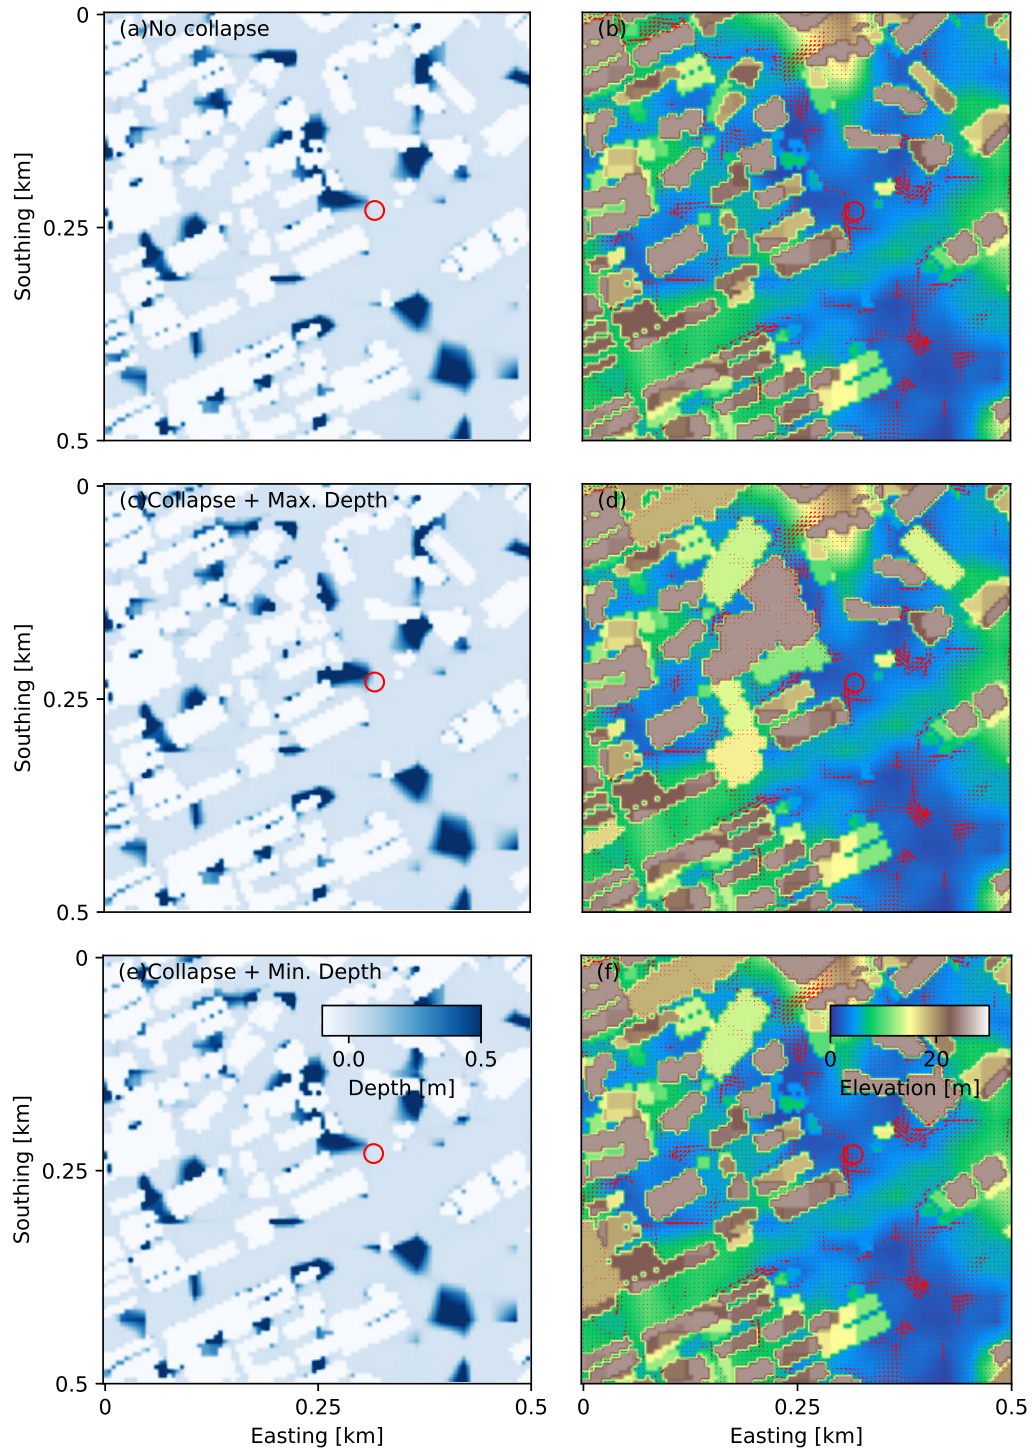 0
(a)No collapse
(b)
Southing [km]
0.25
0.5
0
(c)Collapse + Max. Depth
(d)
Southing [km]
0.25
0.5
0
(e)Collapse + Min. Depth
(f)
0.0 0.5
Depth [m]
0 20
Elevation [m]
Southing [km]
0.25
0.5
0 0.25 0.5
Easting [km]
0 0.25 0.5
Easting [km]